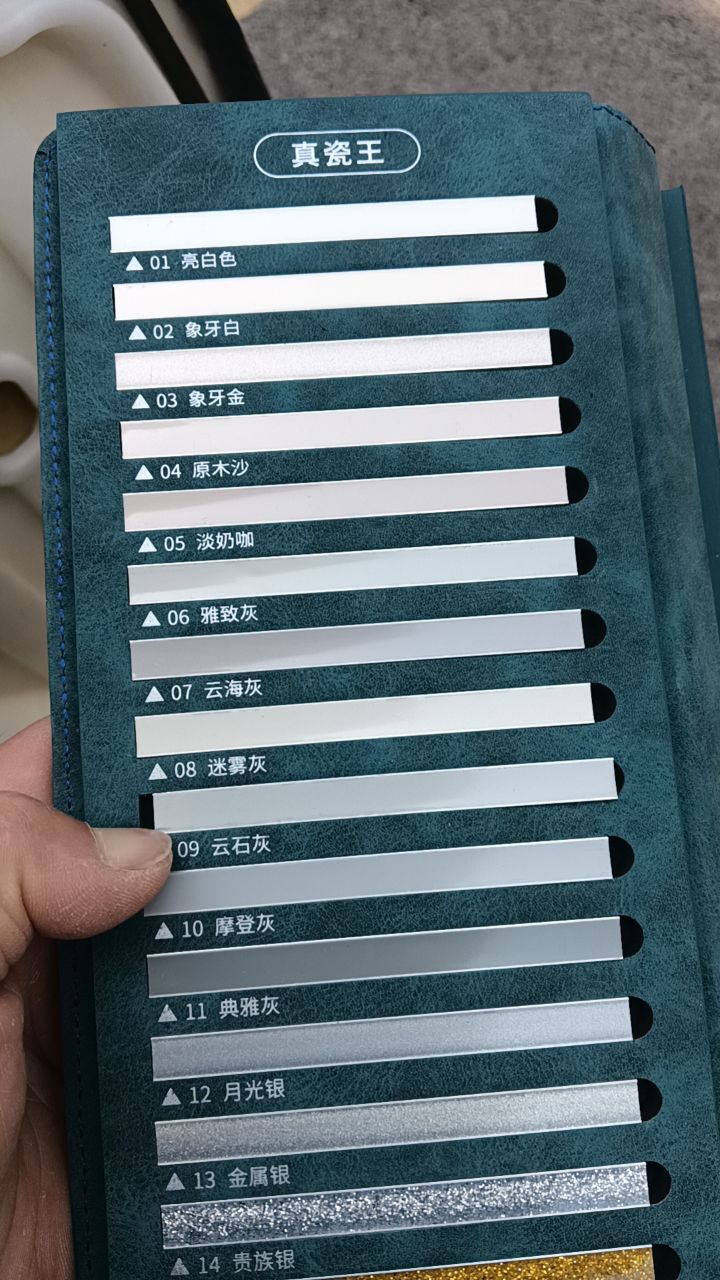 真瓷王
▲ 01 亮白色
▲ 02 象牙白
▲ 03 象牙金
▲ 04 原木沙
▲ 05 淡奶咖
▲ 06 雅致灰
▲ 07 云海灰
▲ 08 迷雾灰
09 云石灰
▲ 10 摩登灰
▲ 11 典雅灰
▲ 12 月光银
▲ 13 金属银
▲ 14 贵族银